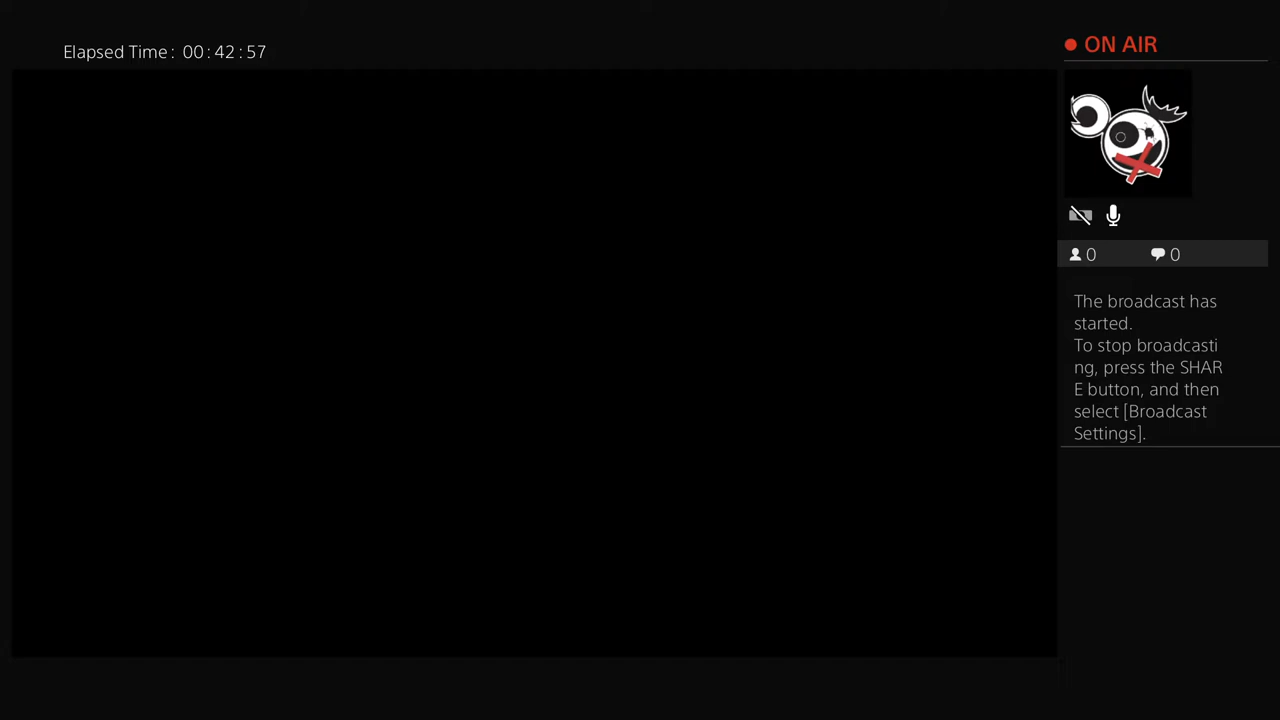 Elapsed Time: 00:42:57
ON AIR
0 0
The broadcast has
started.
To stop broadcasti
ng, press the SHAR
E button, and then
select [Broadcast
Settings].